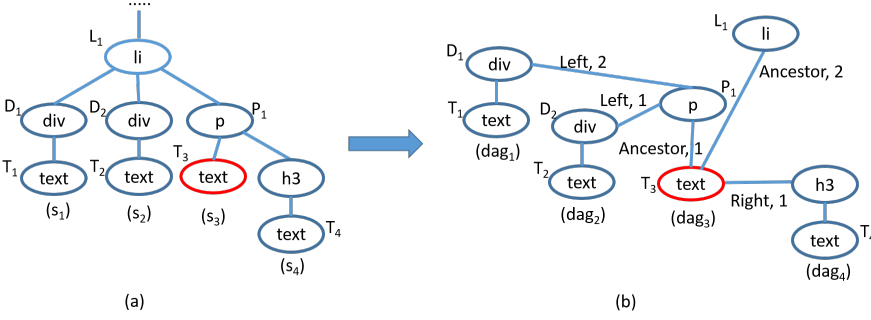 .....
L1
li
D1
div
D2
div
p
P1
T1
text
T2
text
T3
text
h3
(s1)
(s2)
(s3)
text
T4
(s4)
(a)
L1
li
D1
div
Left, 2
Ancestor, 2
T1
text
(dag1)
D2
div
Left, 1
p
P1
Ancestor, 1
T2
text
(dag2)
T3
text
(dag3)
Right, 1
h3
text
T4
(dag4)
(b)